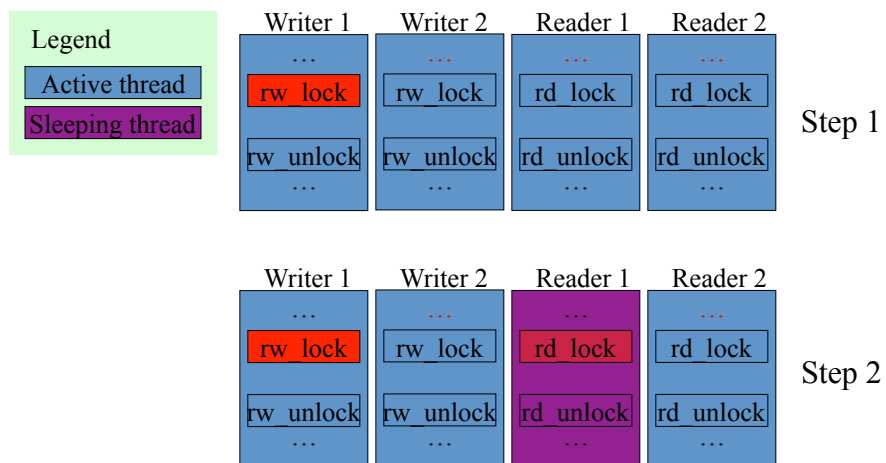 Legend
Active thread
Sleeping thread
Writer 1 Writer 2 Reader 1 Reader 2
... ... ... ...
rw_lock rw_lock rd_lock rd_lock
Step 1
rw_unlock rw_unlock rd_unlock rd_unlock
... ... ... ...
Writer 1 Writer 2 Reader 1 Reader 2
... ... ... ...
rw_lock rw_lock rd_lock rd_lock
Step 2
rw_unlock rw_unlock rd_unlock rd_unlock
... ... ... ...